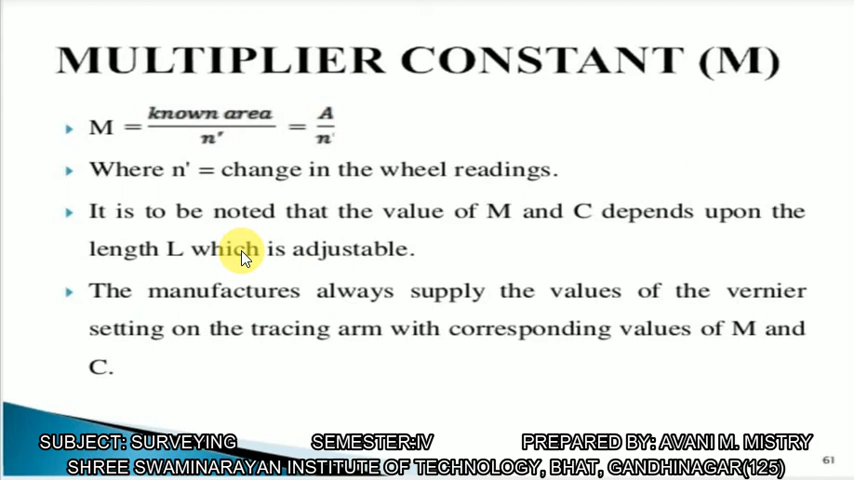 MULTIPLIER CONSTANT (M)
M = known area / n' = A / n'
Where n' = change in the wheel readings.
It is to be noted that the value of M and C depends upon the
length L which is adjustable.
The manufactures always supply the values of the vernier
setting on the tracing arm with corresponding values of M and
C.
SUBJECT: SURVEYING SEMESTER:IV PREPARED BY: AVANI M. MISTRY
SHREE SWAMINARAYAN INSTITUTE OF TECHNOLOGY, BHAT, GANDHINAGAR(125)
61